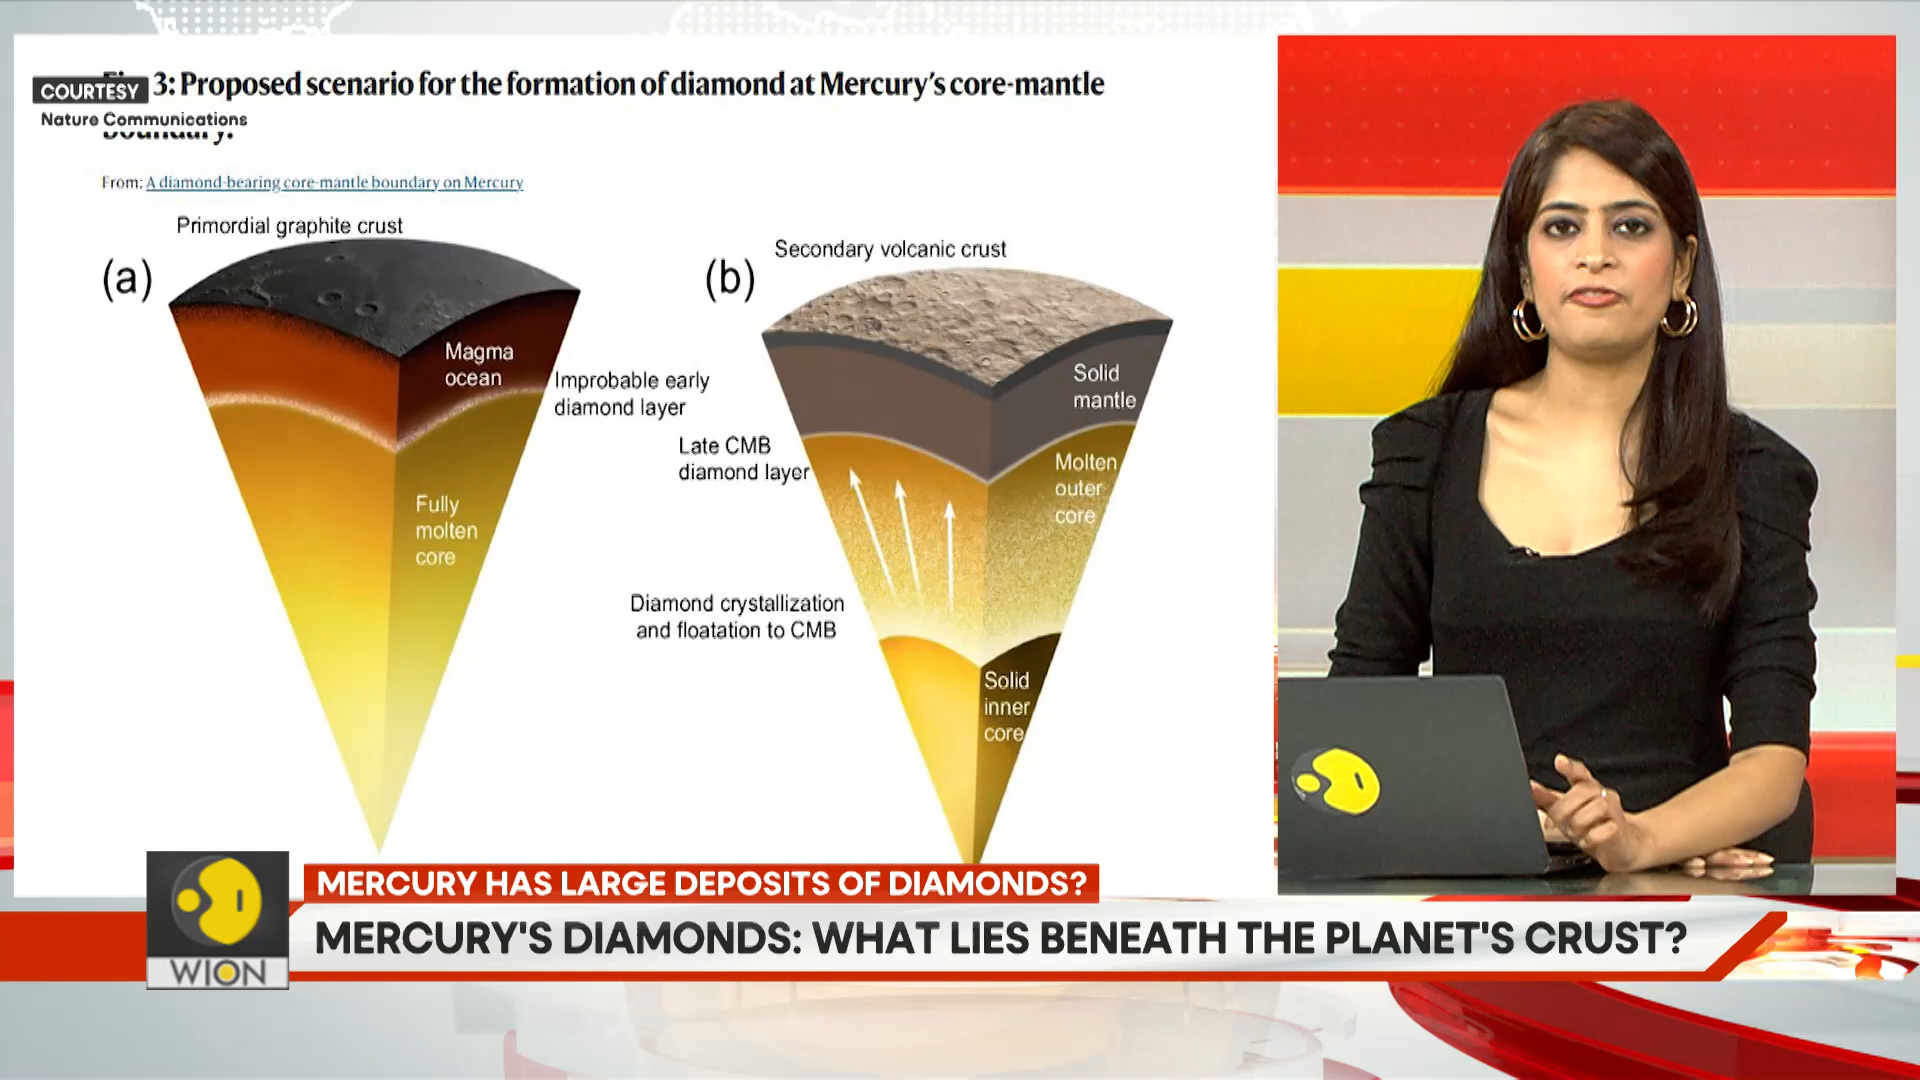 3: Proposed scenario for the formation of diamond at Mercury's core-mantle
COURTESY
Nature Communications
boundary.
From: A diamond-bearing core-mantle boundary on Mercury
Primordial graphite crust
(a)
Magma
ocean
Improbable early
diamond layer
Fully
molten
core
Secondary volcanic crust
(b)
Solid
mantle
Late CMB
diamond layer
Molten
outer
core
Diamond crystallization
and floatation to CMB
Solid
inner
core
MERCURY HAS LARGE DEPOSITS OF DIAMONDS?
MERCURY'S DIAMONDS: WHAT LIES BENEATH THE PLANET'S CRUST?
WION